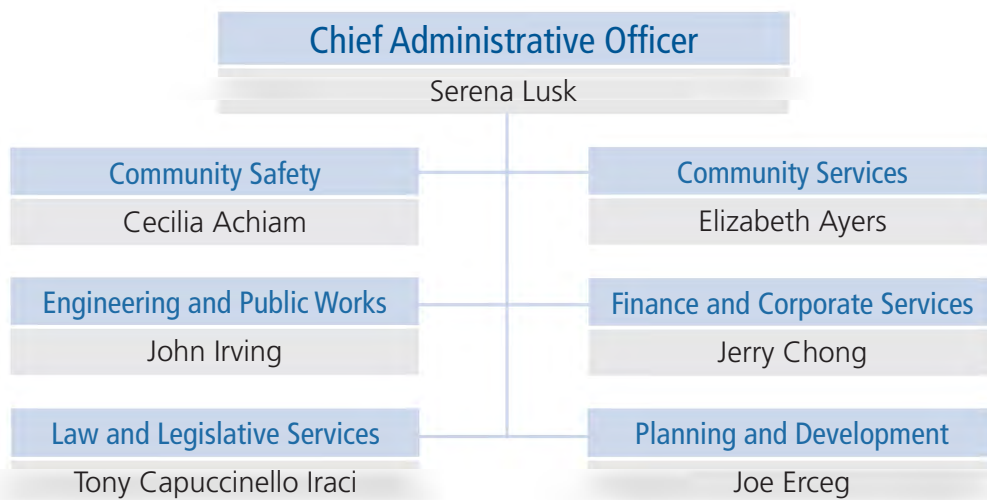 Chief Administrative Officer
Serena Lusk
Community Safety
Cecilia Achiam
Community Services
Elizabeth Ayers
Engineering and Public Works
John Irving
Finance and Corporate Services
Jerry Chong
Law and Legislative Services
Tony Capuccinello Iraci
Planning and Development
Joe Erceg